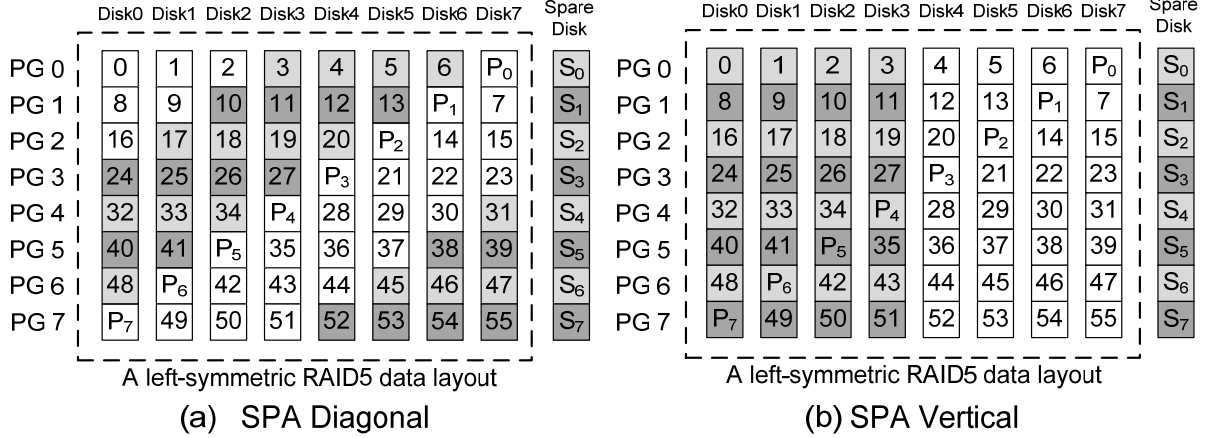 Disk0 Disk1 Disk2 Disk3 Disk4 Disk5 Disk6 Disk7 Spare Disk
PG 0 0 1 2 3 4 5 6 P0 S0
PG 1 8 9 10 11 12 13 P1 7 S1
PG 2 16 17 18 19 20 P2 14 15 S2
PG 3 24 25 26 27 P3 21 22 23 S3
PG 4 32 33 34 P4 28 29 30 31 S4
PG 5 40 41 P5 35 36 37 38 39 S5
PG 6 48 P6 42 43 44 45 46 47 S6
PG 7 P7 49 50 51 52 53 54 55 S7
A left-symmetric RAID5 data layout
(a) SPA Diagonal
Disk0 Disk1 Disk2 Disk3 Disk4 Disk5 Disk6 Disk7 Spare Disk
PG 0 0 1 2 3 4 5 6 P0 S0
PG 1 8 9 10 11 12 13 P1 7 S1
PG 2 16 17 18 19 20 P2 14 15 S2
PG 3 24 25 26 27 P3 21 22 23 S3
PG 4 32 33 34 P4 28 29 30 31 S4
PG 5 40 41 P5 35 36 37 38 39 S5
PG 6 48 P6 42 43 44 45 46 47 S6
PG 7 P7 49 50 51 52 53 54 55 S7
A left-symmetric RAID5 data layout
(b) SPA Vertical